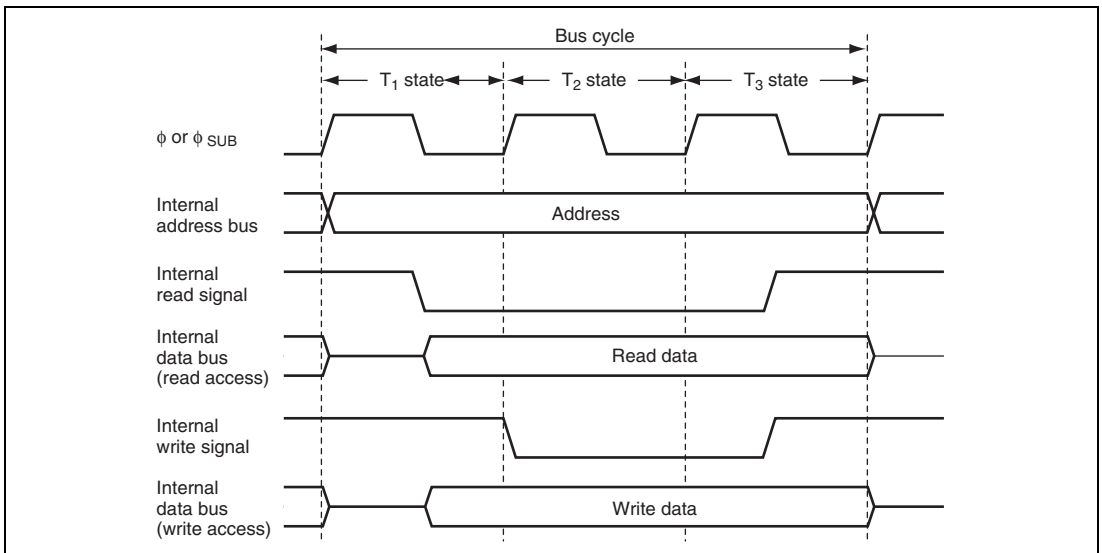 Bus cycle
T1 state
T2 state
T3 state
φ or φ SUB
Internal
address bus
Address
Internal
read signal
Internal
data bus
(read access)
Read data
Internal
write signal
Internal
data bus
(write access)
Write data